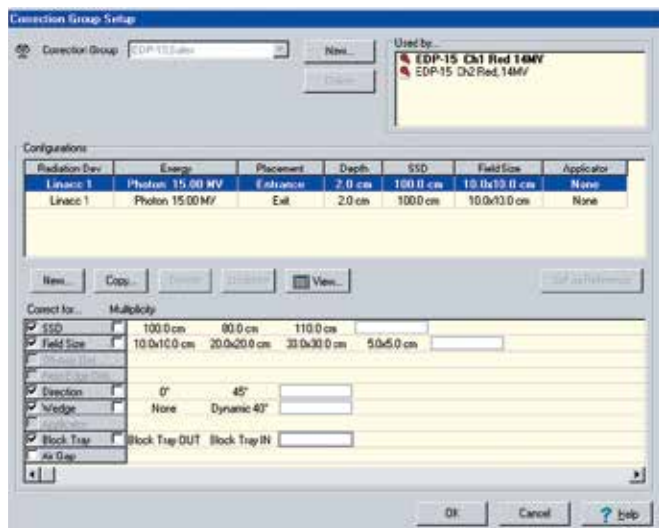 Correction Group Setup
Correction Group EDP-15 New...
Used by...
EDP-15 Ch1 Red 14MV
EDP-15 Ch2 Red, 14MV
Configurations
Radiation Dev Energy Placement Depth SSD Field Size Applicator
Linacc 1 Photon 15.00 MV Entrance 2.0 cm 100.0 cm 10.0x10.0 cm None
Linacc 1 Photon 15.00 MV Exit 2.0 cm 100.0 cm 10.0x10.0 cm None
New... Copy... View... Set as Reference
Correct for... Multiplicity
SSD 100.0 cm 80.0 cm 110.0 cm
Field Size 10.0x10.0 cm 20.0x20.0 cm 30.0x30.0 cm 5.0x5.0 cm
Direction 0° 45°
Wedge None Dynamic 40°
Applicator
Block Tray Block Tray OUT Block Tray IN
Air Gap
OK Cancel ? Help